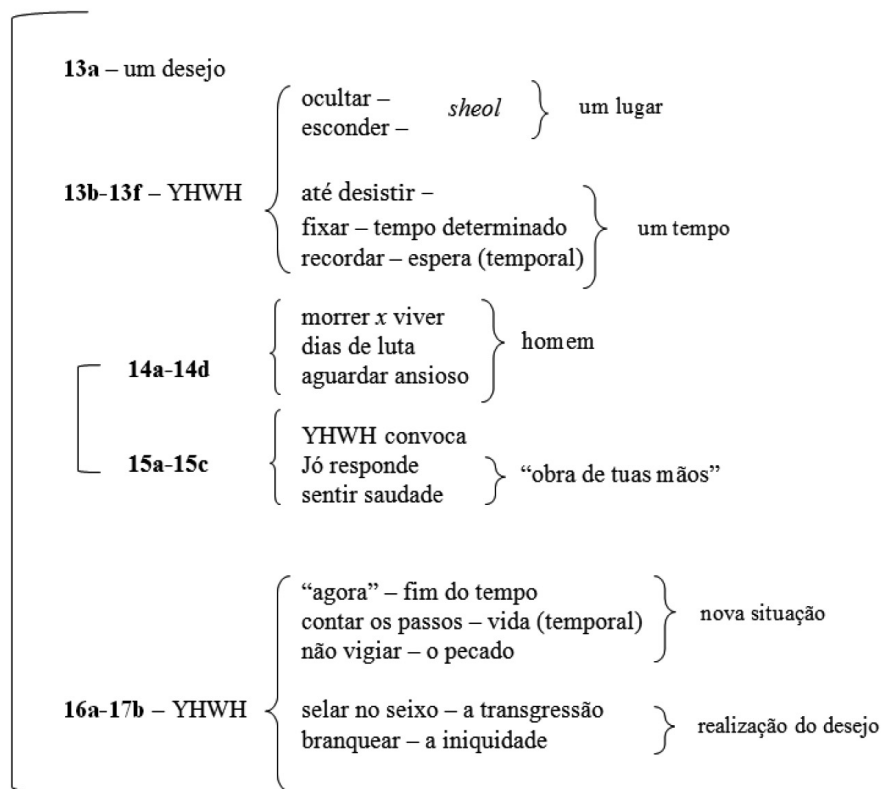 13a – um desejo
ocultar –
esconder –
sheol
um lugar
13b-13f – YHWH
até desistir –
fixar – tempo determinado
recordar – espera (temporal)
um tempo
14a-14d
morrer x viver
dias de luta
aguardar ansioso
homem
15a-15c
YHWH convoca
Jó responde
sentir saudade
“obra de tuas mãos”
“agora” – fim do tempo
contar os passos – vida (temporal)
não vigiar – o pecado
nova situação
16a-17b – YHWH
selar no seixo – a transgressão
branquear – a iniquidade
realização do desejo